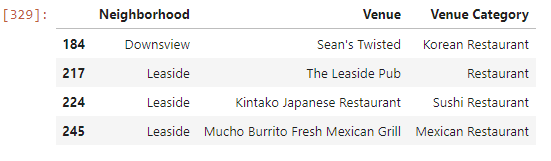 [329]: Neighborhood Venue Venue Category
184 Downsview Sean's Twisted Korean Restaurant
217 Leaside The Leaside Pub Restaurant
224 Leaside Kintako Japanese Restaurant Sushi Restaurant
245 Leaside Mucho Burrito Fresh Mexican Grill Mexican Restaurant